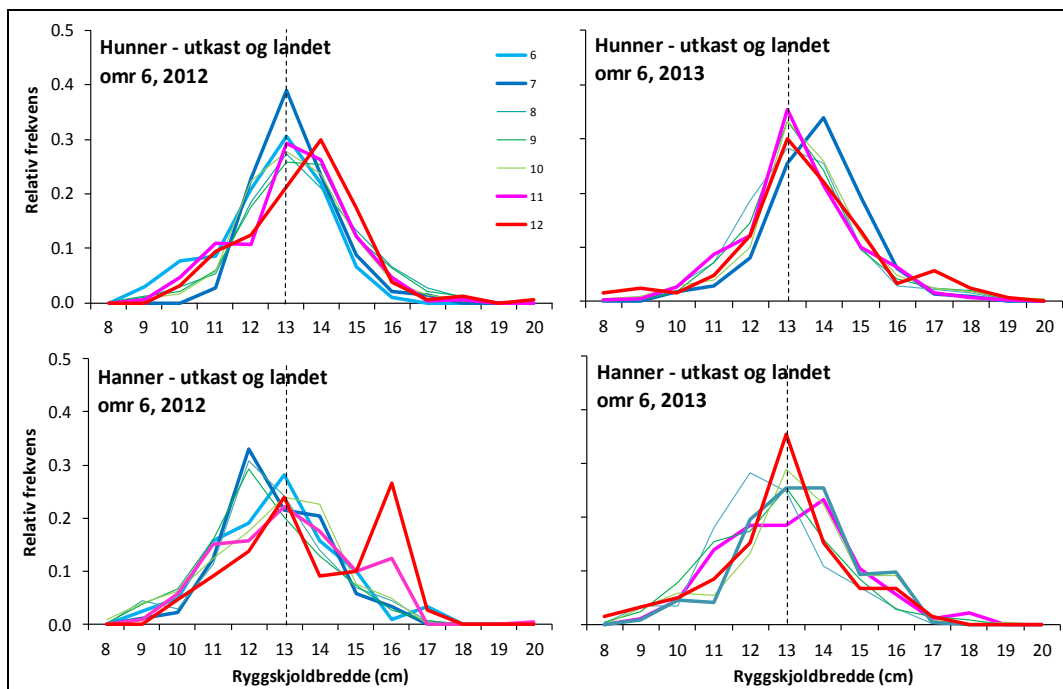 Hunner - utkast og landet
omr 6, 2012
Relativ frekvens
0.5
0.4
0.3
0.2
0.1
0.0
8 9 10 11 12 13 14 15 16 17 18 19 20
6
7
8
9
10
11
12
Hunner - utkast og landet
omr 6, 2013
8 9 10 11 12 13 14 15 16 17 18 19 20
Hanner - utkast og landet
omr 6, 2012
Relativ frekvens
0.5
0.4
0.3
0.2
0.1
0.0
8 9 10 11 12 13 14 15 16 17 18 19 20
Ryggskjoldbredde (cm)
Hanner - utkast og landet
omr 6, 2013
8 9 10 11 12 13 14 15 16 17 18 19 20
Ryggskjoldbredde (cm)